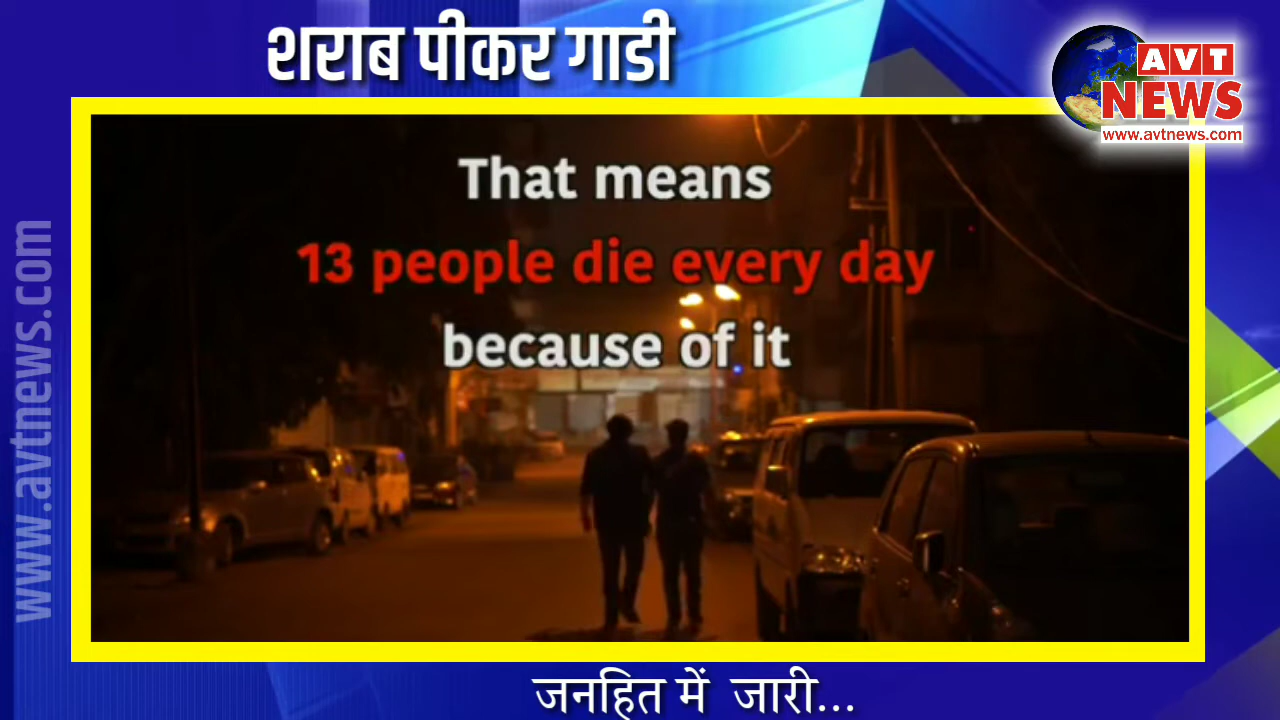 शराब पीकर गाडी
AVT
NEWS
www.avtnews.com
That means
13 people die every day
because of it
www.avtnews.com
जनहित में जारी...